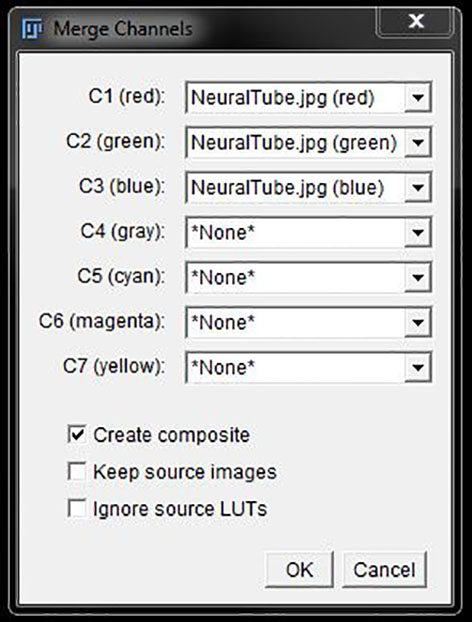 Merge Channels
C1 (red): NeuralTube.jpg (red)
C2 (green): NeuralTube.jpg (green)
C3 (blue): NeuralTube.jpg (blue)
C4 (gray): *None*
C5 (cyan): *None*
C6 (magenta): *None*
C7 (yellow): *None*
Create composite
Keep source images
Ignore source LUTs
OK Cancel